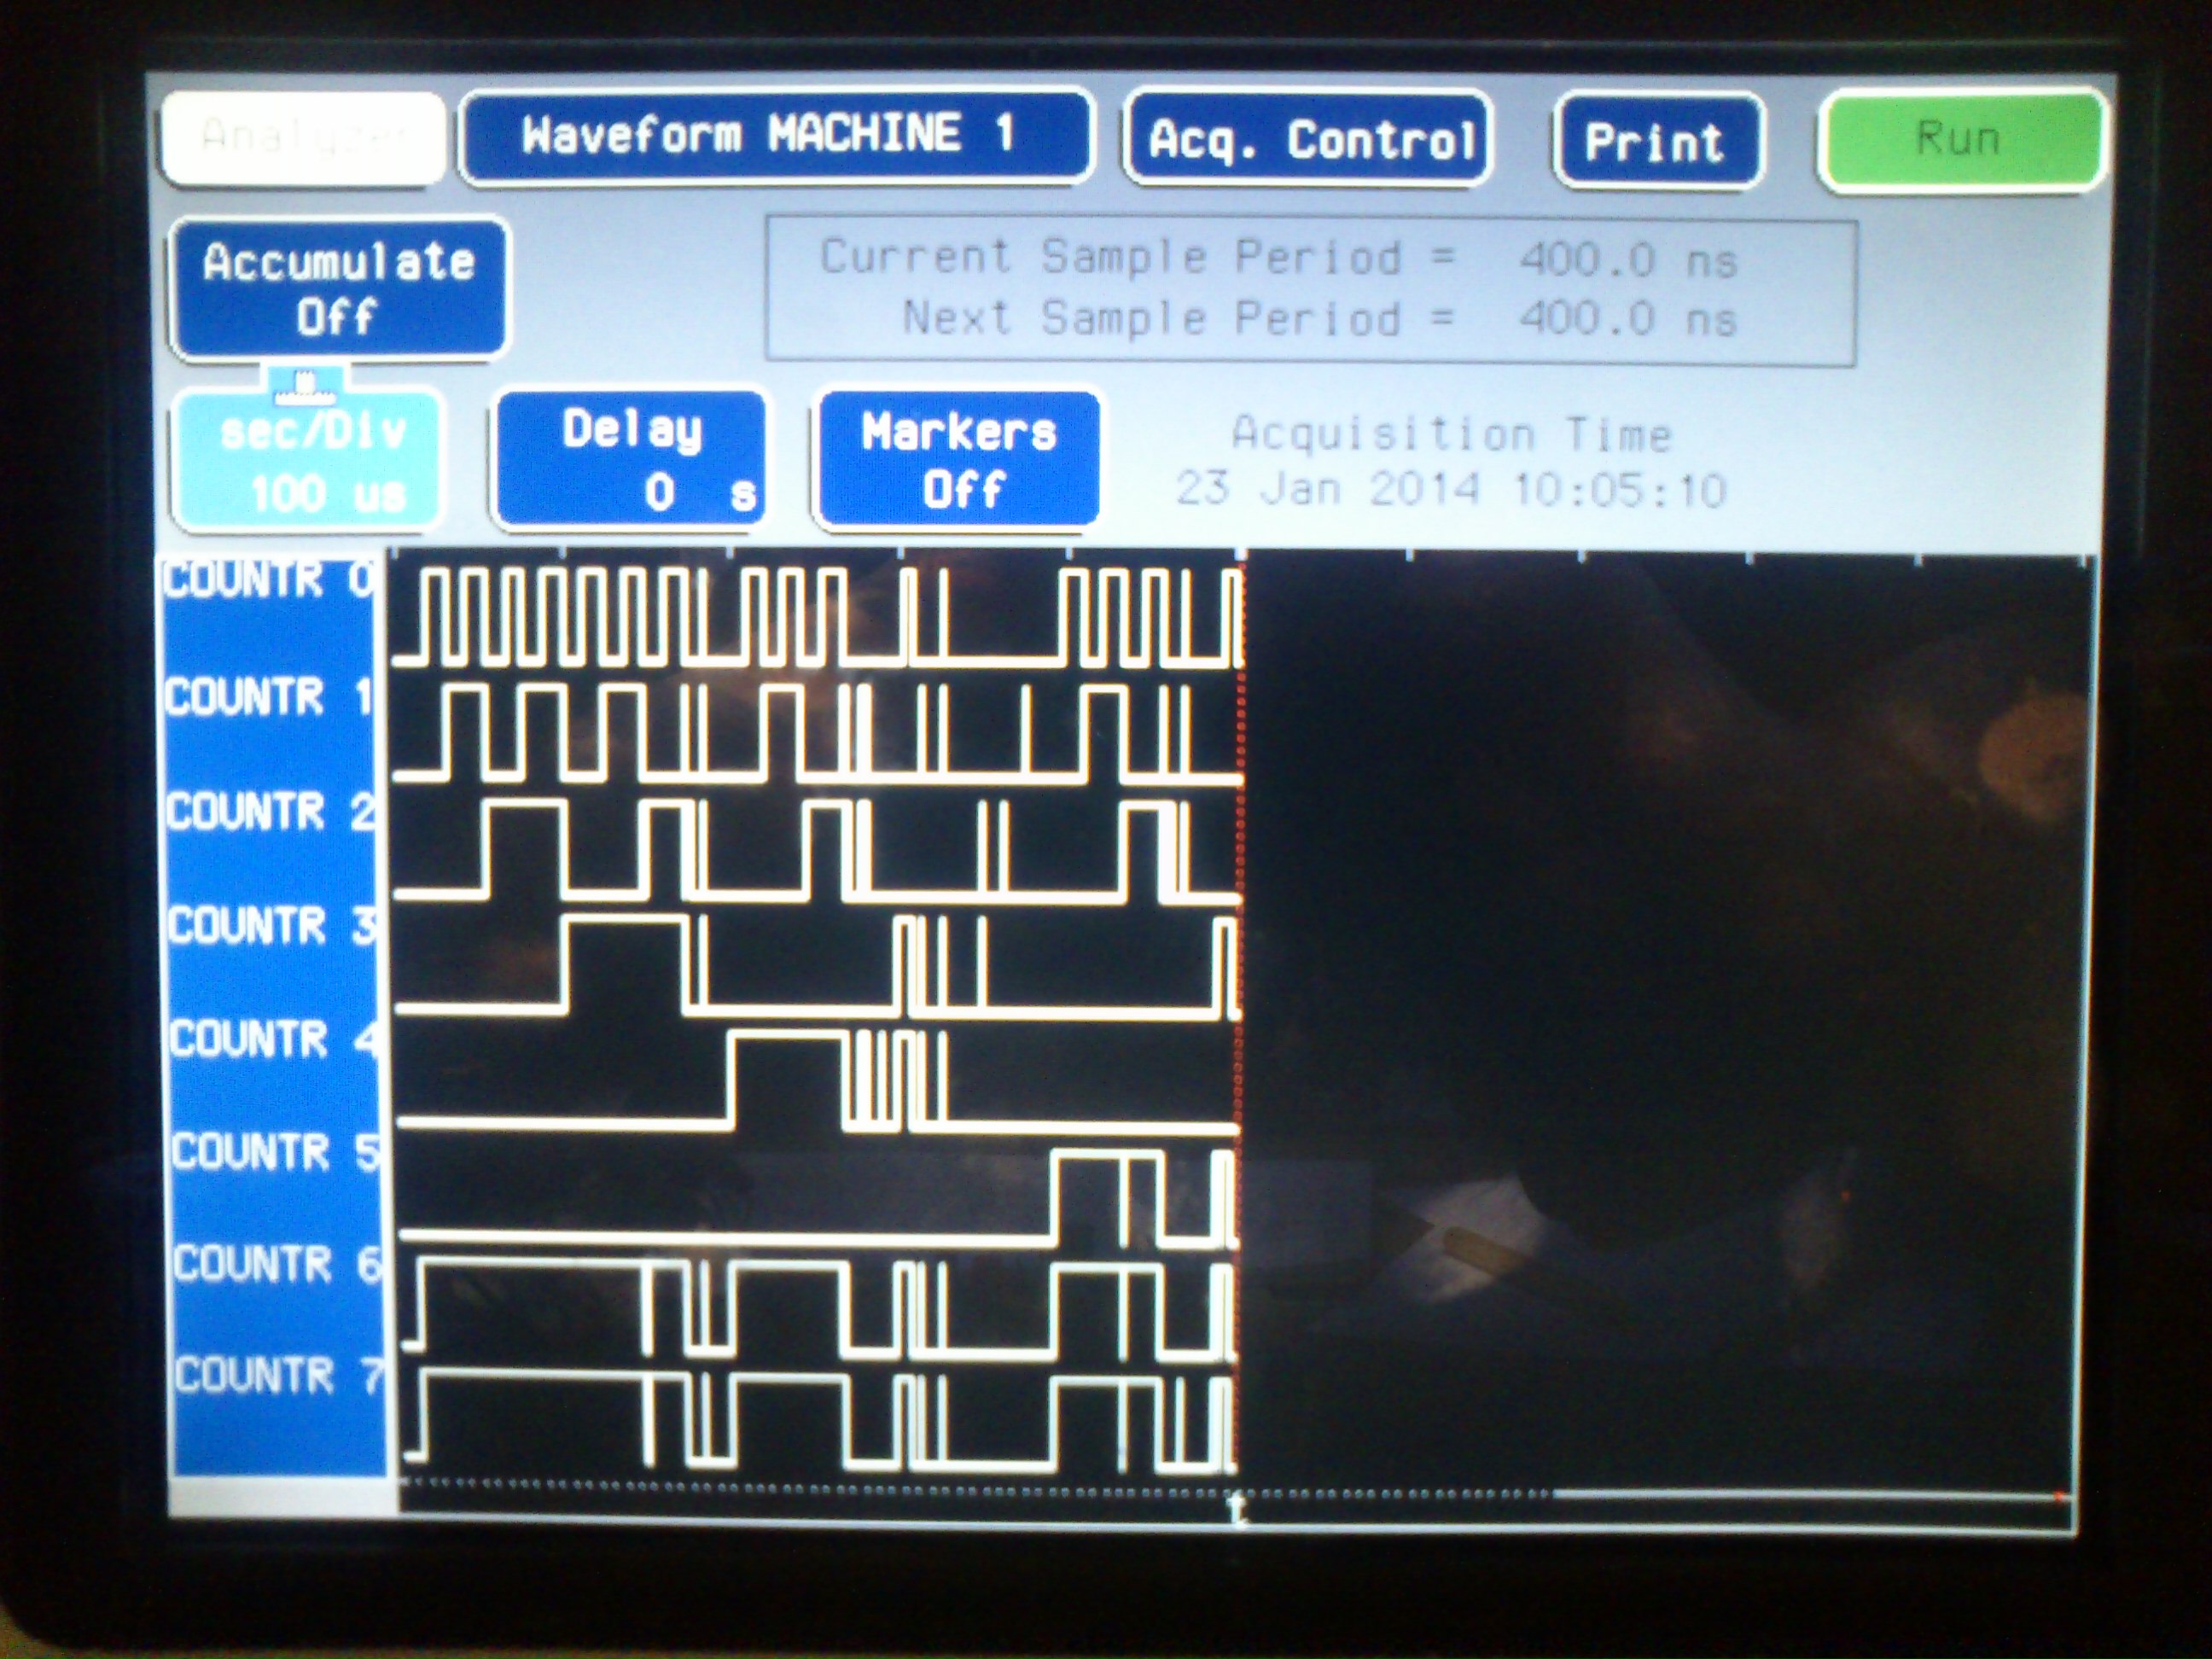 Analyzer
Waveform MACHINE 1
Acq. Control
Print
Run
Accumulate
Off
Current Sample Period = 400.0 ns
Next Sample Period = 400.0 ns
sec/Div
100 us
Delay
0 s
Markers
Off
Acquisition Time
23 Jan 2014 10:05:10
COUNTR 0
COUNTR 1
COUNTR 2
COUNTR 3
COUNTR 4
COUNTR 5
COUNTR 6
COUNTR 7
t